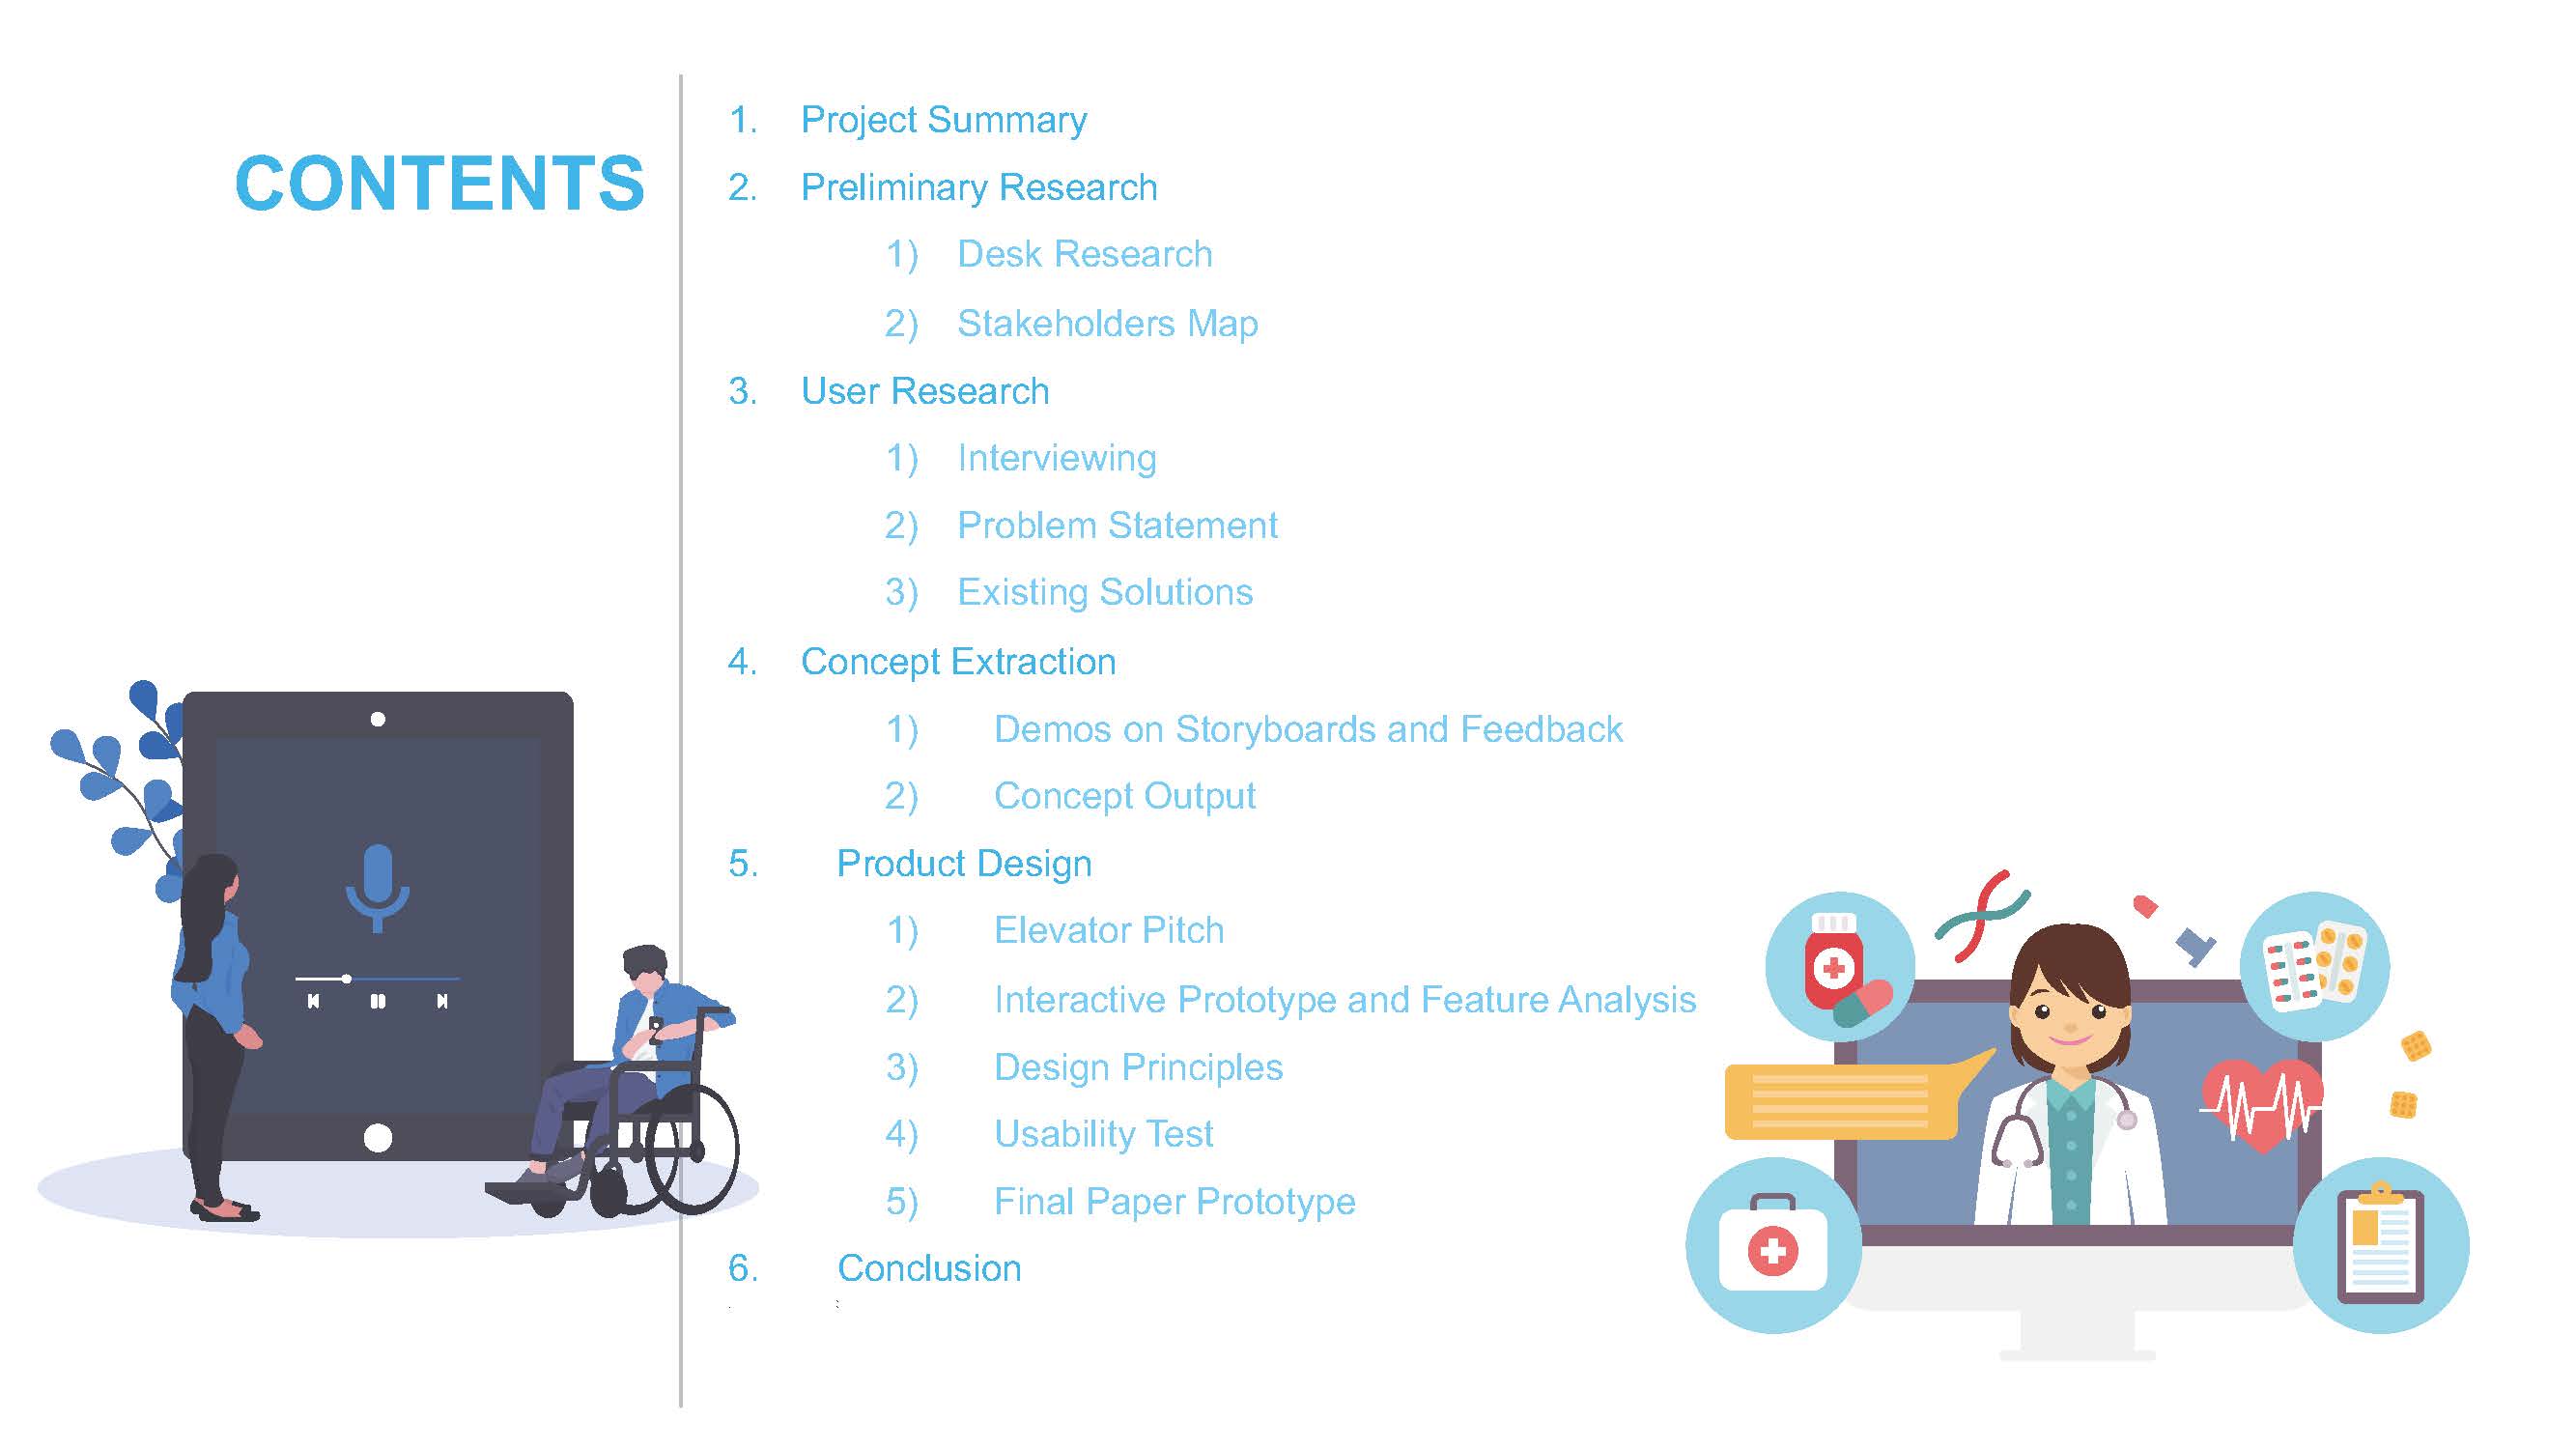 CONTENTS
1. Project Summary
2. Preliminary Research
1) Desk Research
2) Stakeholders Map
3. User Research
1) Interviewing
2) Problem Statement
3) Existing Solutions
4. Concept Extraction
1) Demos on Storyboards and Feedback
2) Concept Output
5. Product Design
1) Elevator Pitch
2) Interactive Prototype and Feature Analysis
3) Design Principles
4) Usability Test
5) Final Paper Prototype
6. Conclusion